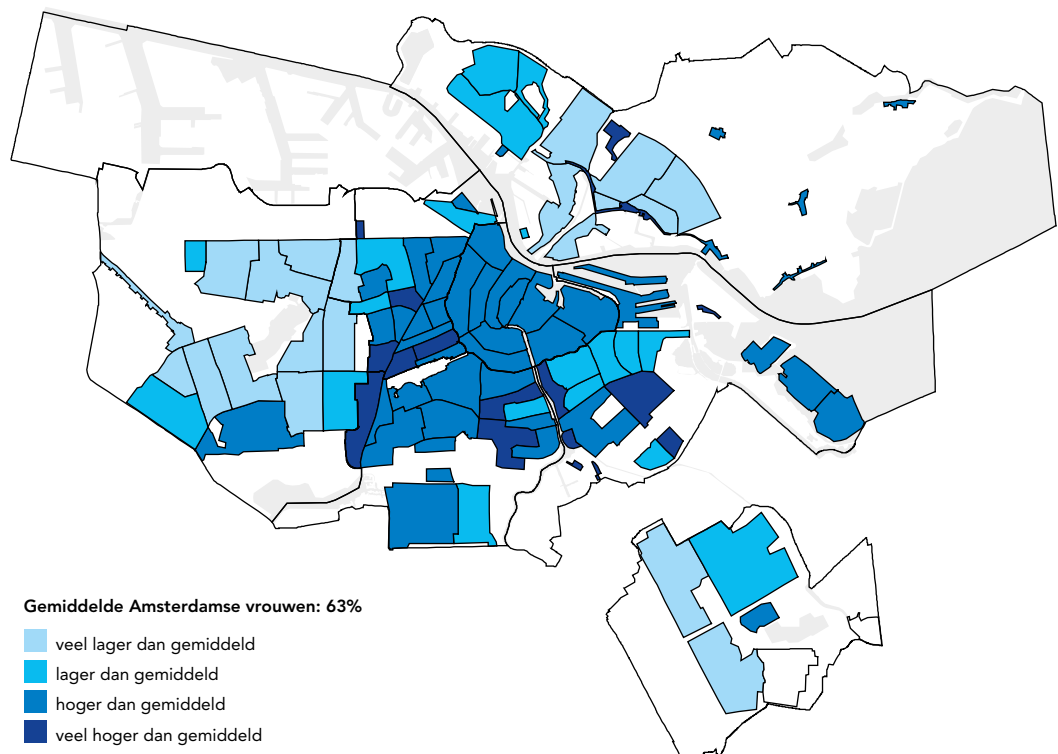 Gemiddelde Amsterdamse vrouwen: 63%
veel lager dan gemiddeld
lager dan gemiddeld
hoger dan gemiddeld
veel hoger dan gemiddeld